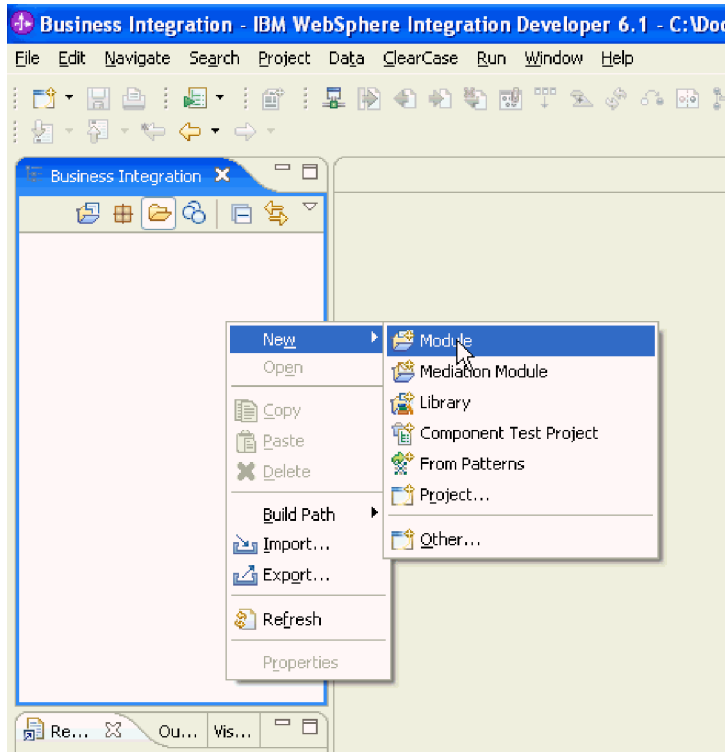 Business Integration - IBM WebSphere Integration Developer 6.1 - C:\Doc
File Edit Navigate Search Project Data ClearCase Run Window Help
Business Integration
New
Module
Open
Mediation Module
Copy
Library
Paste
Component Test Project
Delete
From Patterns
Project...
Build Path
Import...
Other...
Export...
Refresh
Properties
Re... Ou... Vis...